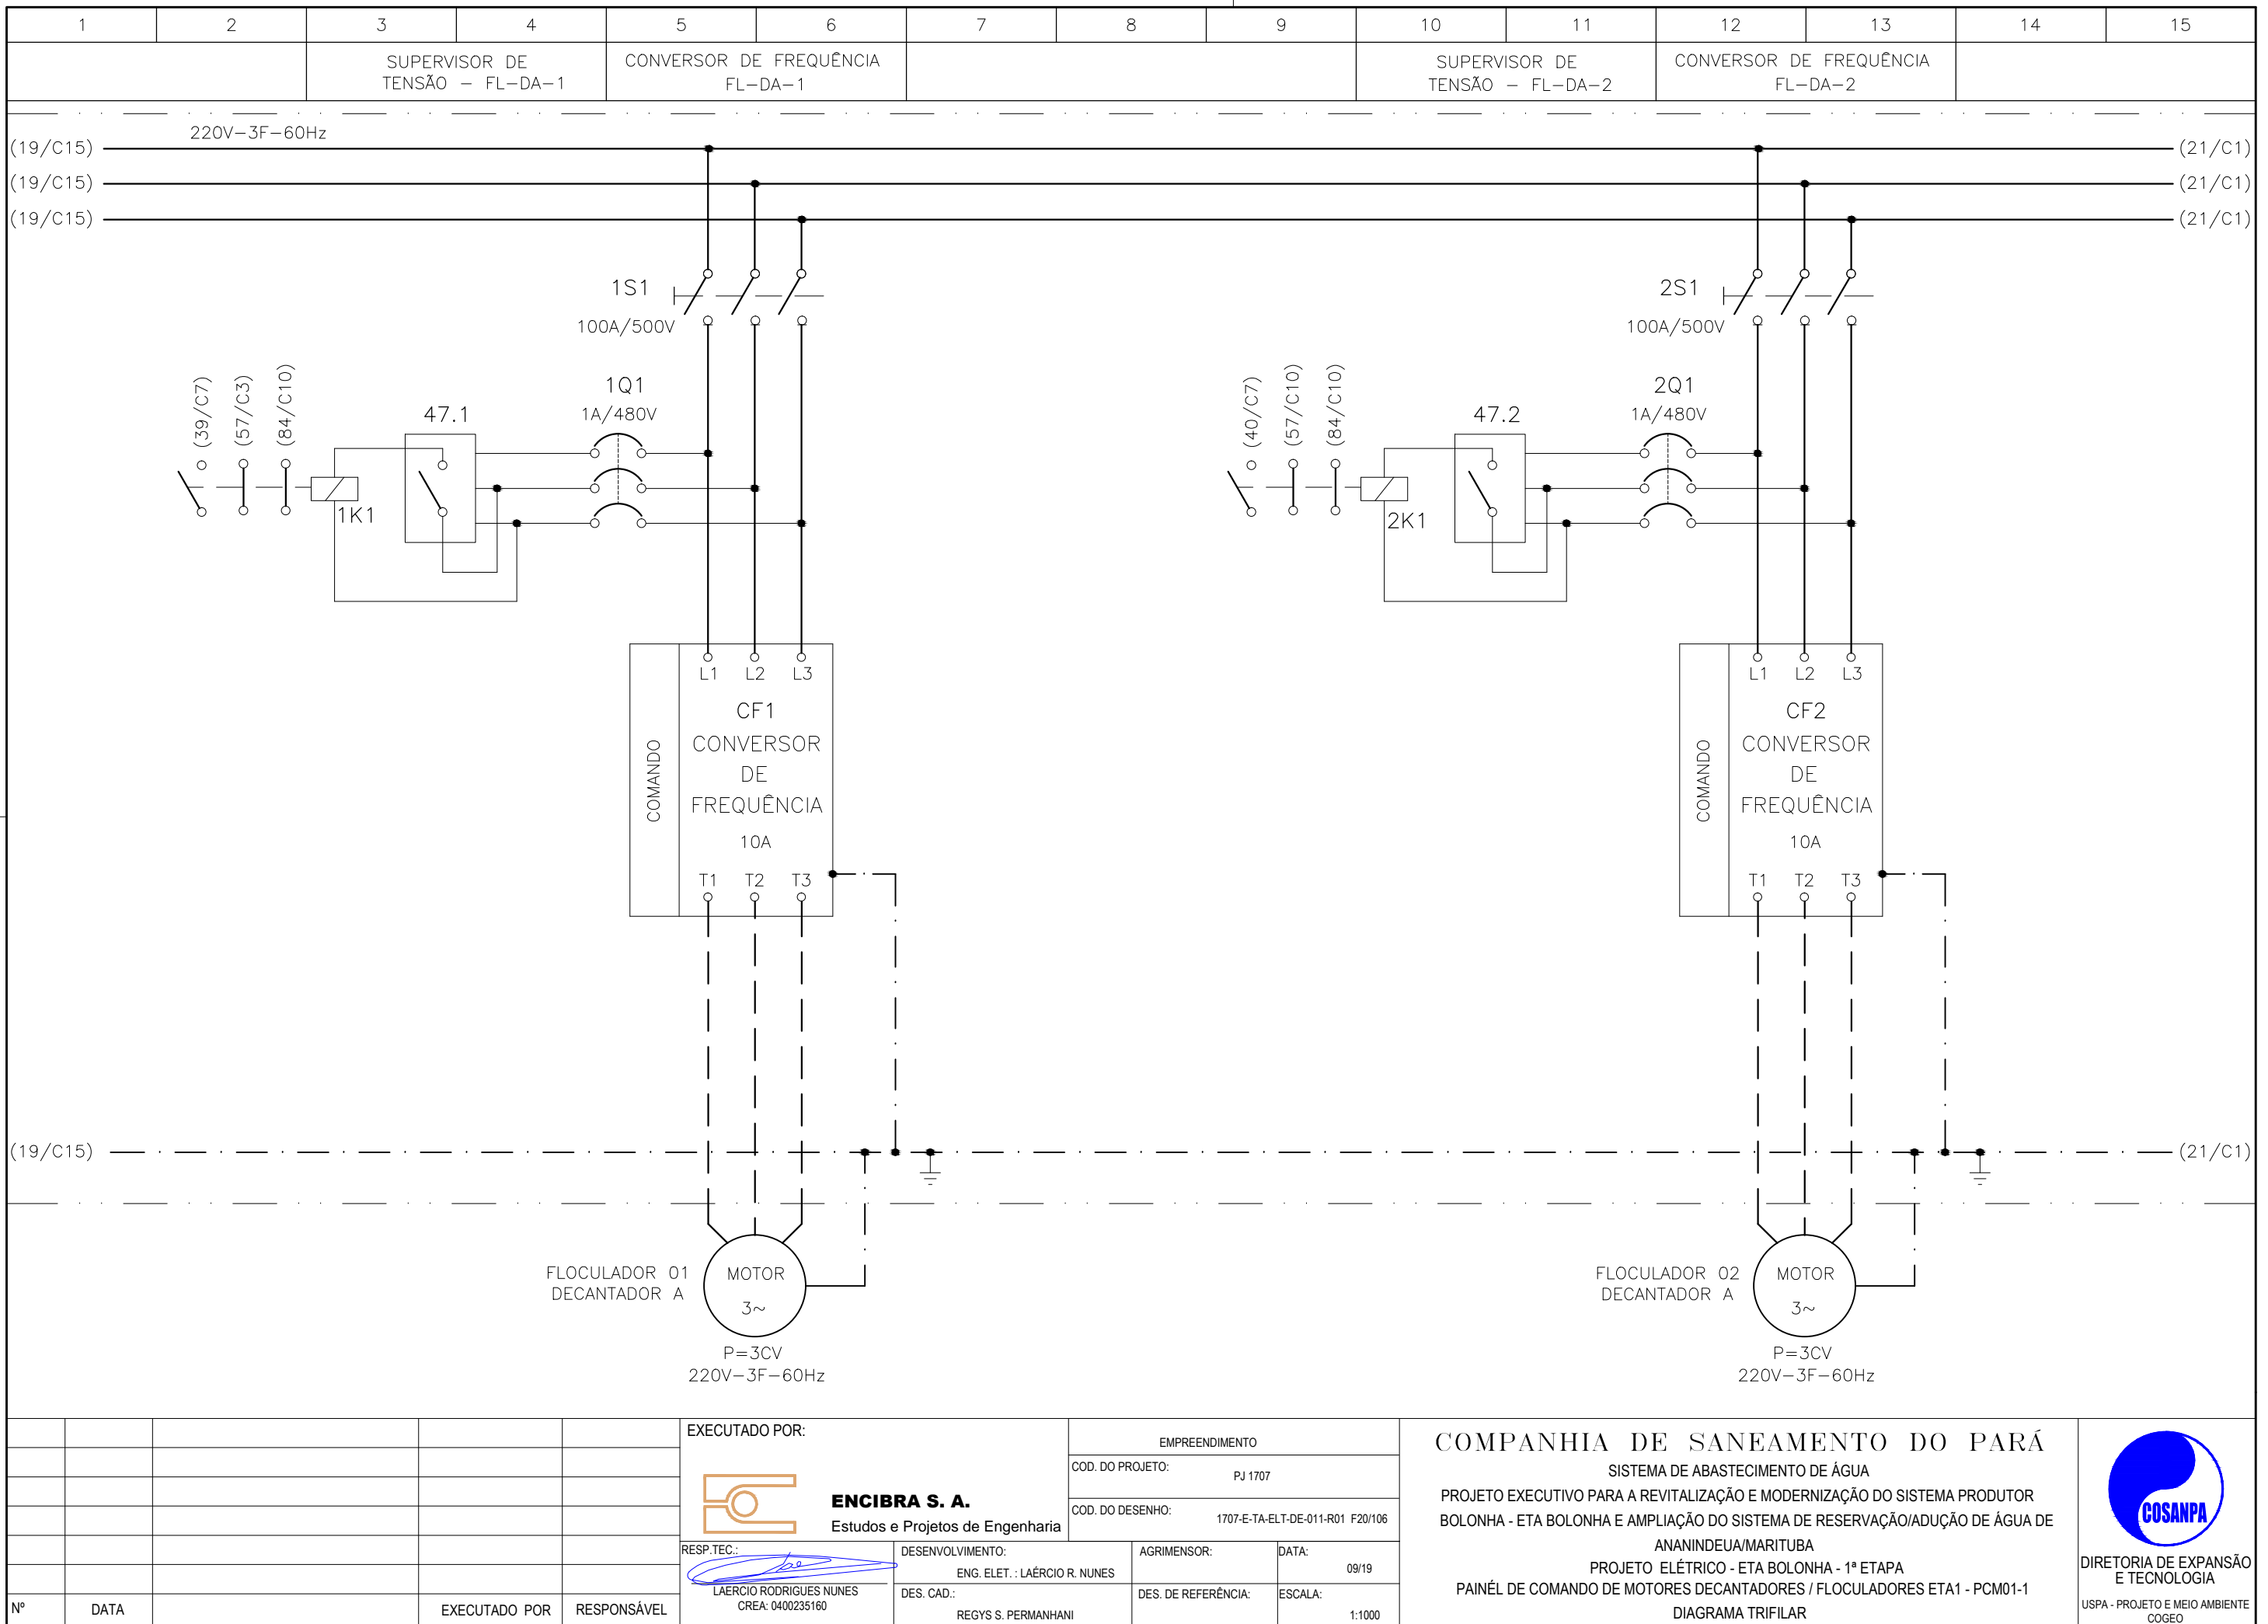 1 2 3 4 5 6 7 8 9 10 11 12 13 14 15
SUPERVISOR DE
TENSÃO - FL-DA-1
CONVERSOR DE FREQUÊNCIA
FL-DA-1
SUPERVISOR DE
TENSÃO - FL-DA-2
CONVERSOR DE FREQUÊNCIA
FL-DA-2
220V-3F-60Hz
(19/C15) (21/C1)
(19/C15) (21/C1)
(19/C15) (21/C1)
1S1
100A/500V
2S1
100A/500V
(39/C7)
(57/C3)
(84/C10)
1K1
47.1
1Q1
1A/480V
(40/C7)
(57/C10)
(84/C10)
2K1
47.2
2Q1
1A/480V
COMANDO
L1 L2 L3
CF1
CONVERSOR
DE
FREQUÊNCIA
10A
T1 T2 T3
COMANDO
L1 L2 L3
CF2
CONVERSOR
DE
FREQUÊNCIA
10A
T1 T2 T3
(19/C15) (21/C1)
FLOCULADOR 01
DECANTADOR A
MOTOR
3~
P=3CV
220V-3F-60Hz
FLOCULADOR 02
DECANTADOR A
MOTOR
3~
P=3CV
220V-3F-60Hz
Nº DATA EXECUTADO POR RESPONSÁVEL
EXECUTADO POR:
ENCIBRA S. A.
Estudos e Projetos de Engenharia
EMPREENDIMENTO
COD. DO PROJETO:
PJ 1707
COD. DO DESENHO:
1707-E-TA-ELT-DE-011-R01 F20/106
RESP.TEC.:
LAERCIO RODRIGUES NUNES
CREA: 0400235160
DESENVOLVIMENTO:
ENG. ELET. : LAÉRCIO R. NUNES
AGRIMENSOR:
DATA:
09/19
DES. CAD.:
REGYS S. PERMANHANI
DES. DE REFERÊNCIA:
ESCALA:
1:1000
COMPANHIA DE SANEAMENTO DO PARÁ
SISTEMA DE ABASTECIMENTO DE ÁGUA
PROJETO EXECUTIVO PARA A REVITALIZAÇÃO E MODERNIZAÇÃO DO SISTEMA PRODUTOR
BOLONHA - ETA BOLONHA E AMPLIAÇÃO DO SISTEMA DE RESERVAÇÃO/ADUÇÃO DE ÁGUA DE
ANANINDEUA/MARITUBA
PROJETO ELÉTRICO - ETA BOLONHA - 1ª ETAPA
PAINÉL DE COMANDO DE MOTORES DECANTADORES / FLOCULADORES ETA1 - PCM01-1
DIAGRAMA TRIFILAR
COSANPA
DIRETORIA DE EXPANSÃO
E TECNOLOGIA
USPA - PROJETO E MEIO AMBIENTE
COGEO